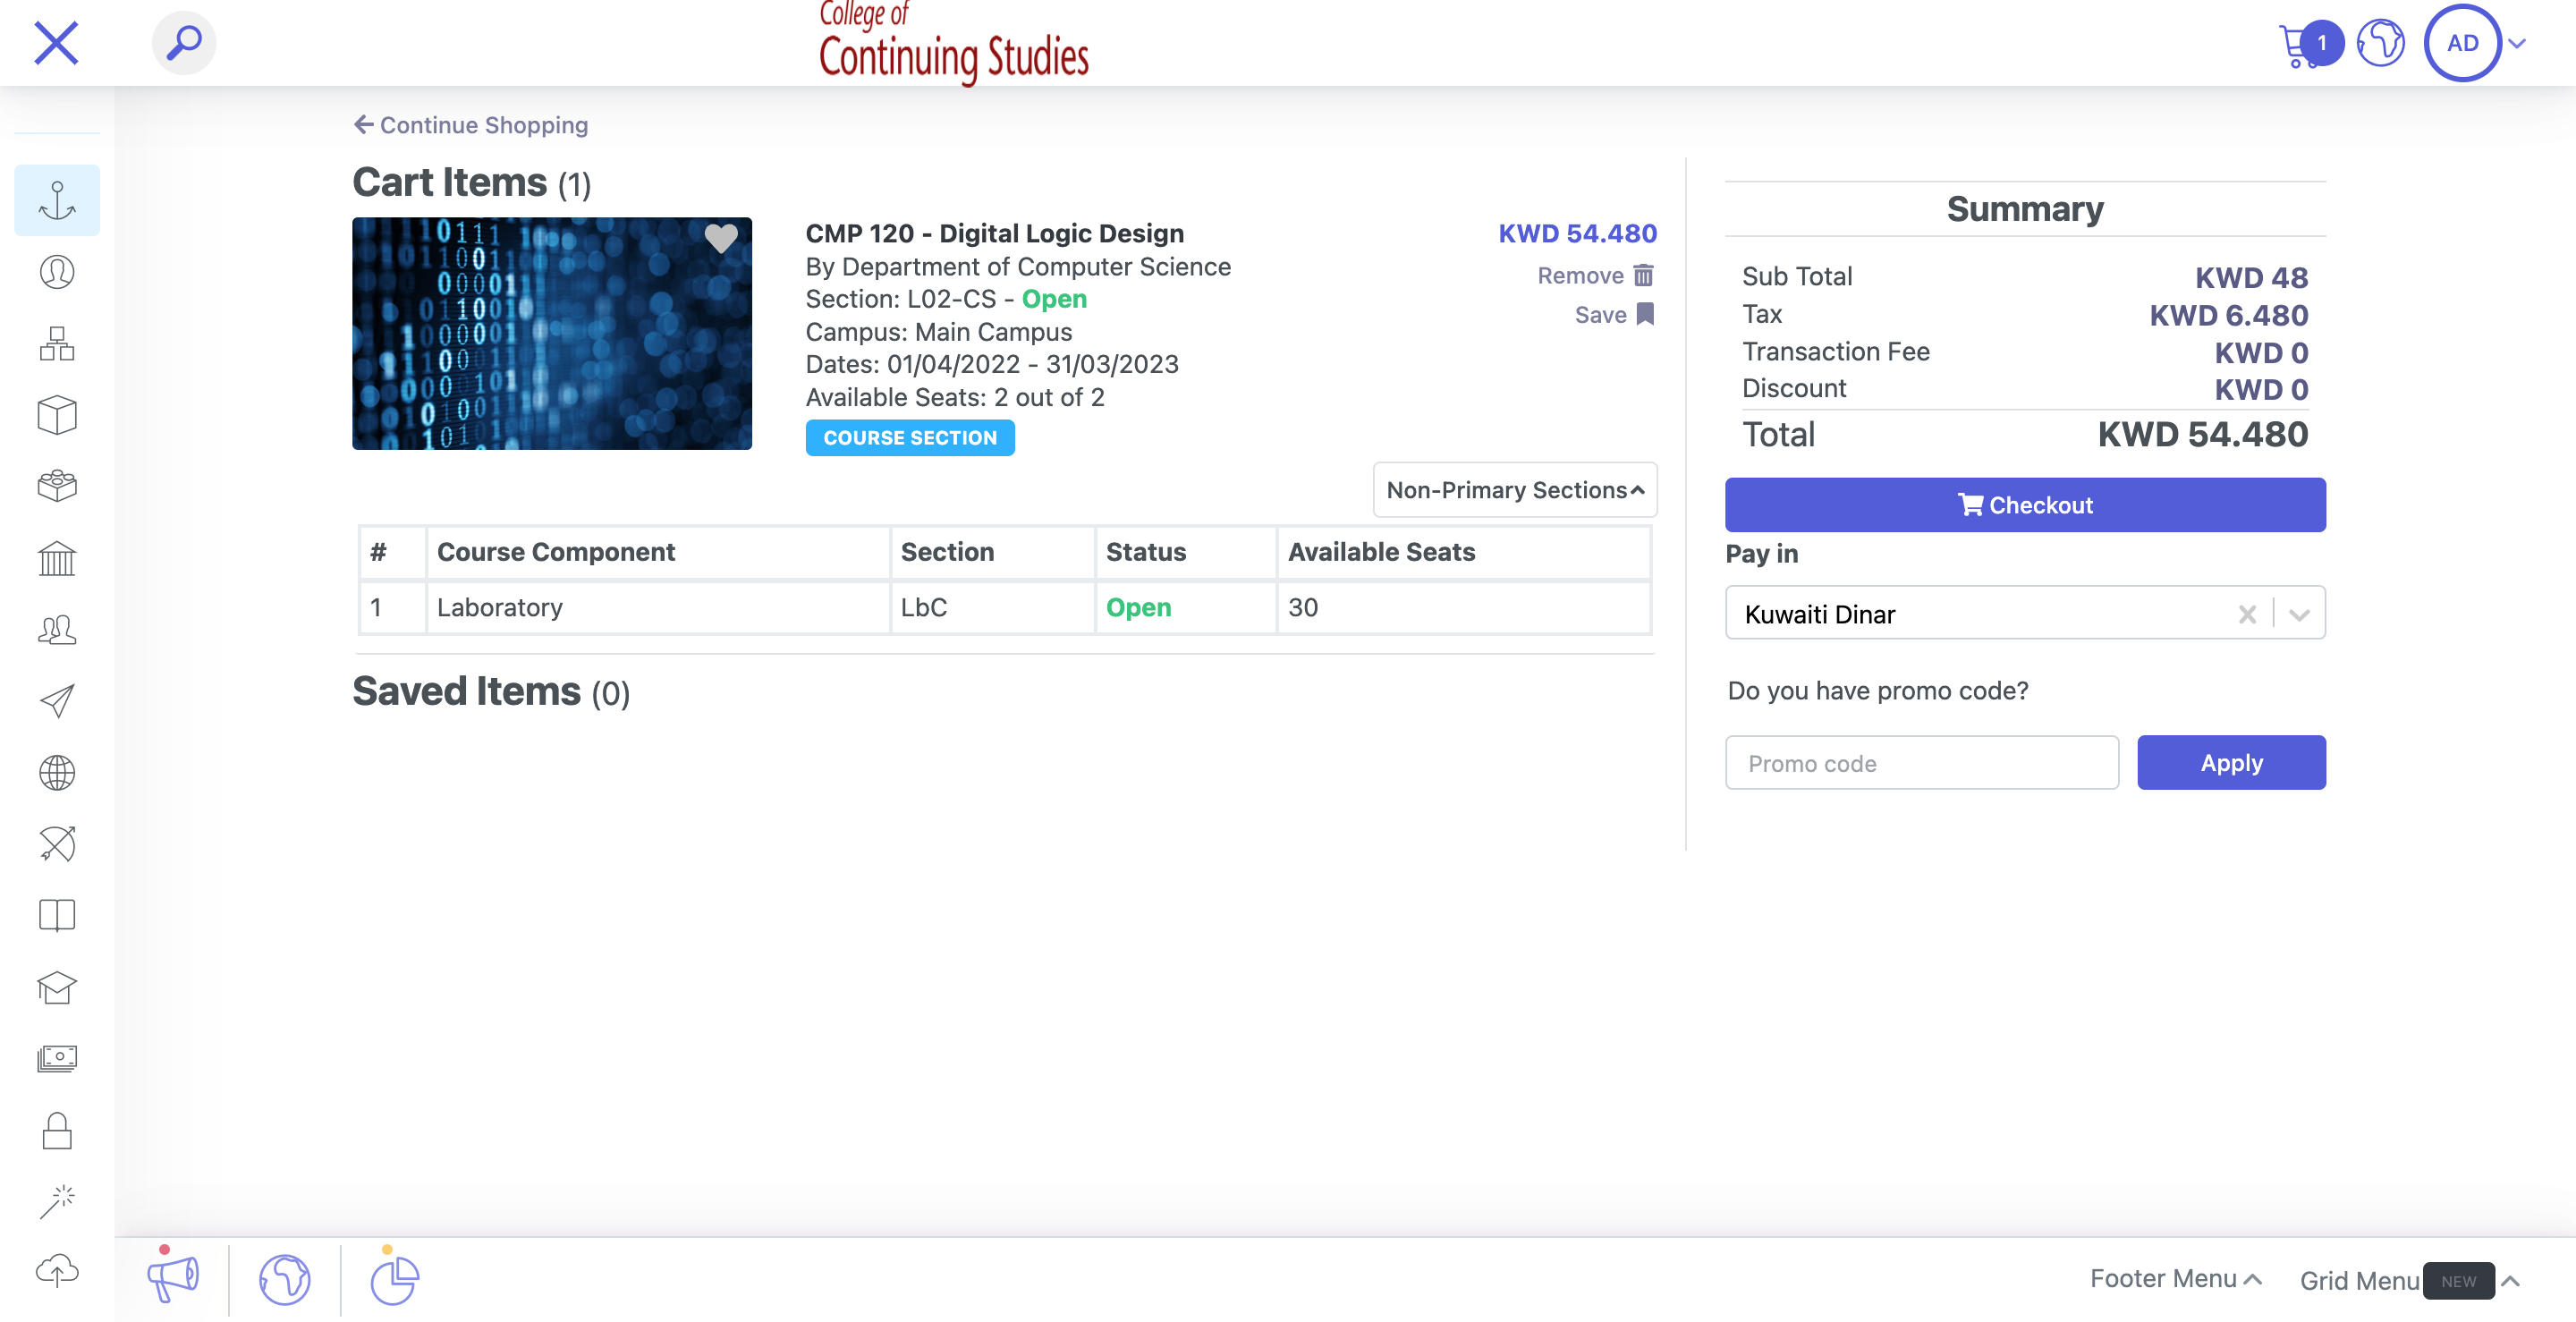 College of
Continuing Studies
1
AD
Continue Shopping
Cart Items (1)
CMP 120 - Digital Logic Design
By Department of Computer Science
Section: L02-CS - Open
Campus: Main Campus
Dates: 01/04/2022 - 31/03/2023
Available Seats: 2 out of 2
COURSE SECTION
KWD 54.480
Remove
Save
Non-Primary Sections
# Course Component Section Status Available Seats
1 Laboratory LbC Open 30
Saved Items (0)
Summary
Sub Total KWD 48
Tax KWD 6.480
Transaction Fee KWD 0
Discount KWD 0
Total KWD 54.480
Checkout
Pay in
Kuwaiti Dinar
Do you have promo code?
Promo code Apply
Footer Menu Grid Menu NEW